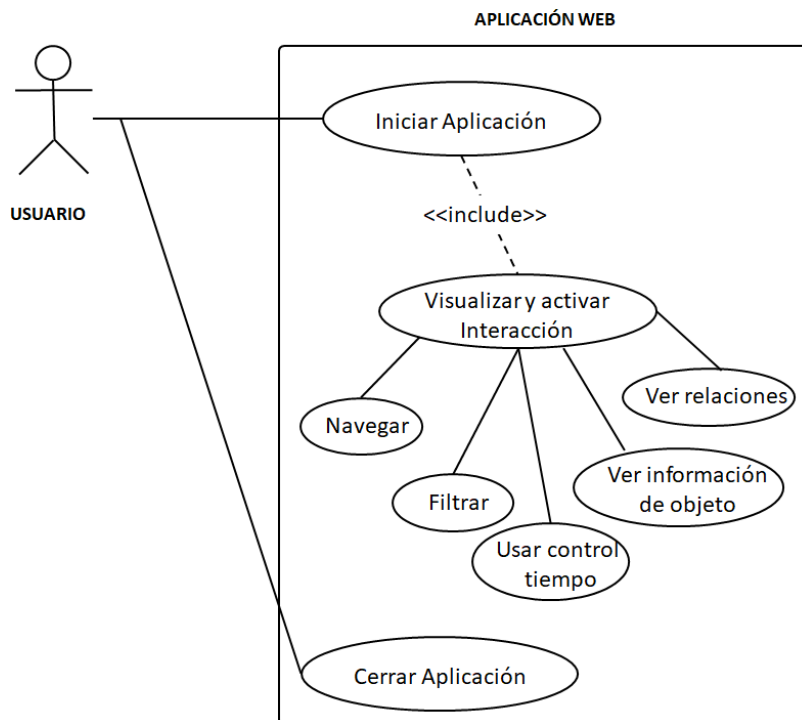 APLICACIÓN WEB
Iniciar Aplicación
USUARIO
<<include>>
Visualizar y activar
Interacción
Ver relaciones
Navegar
Ver información
de objeto
Filtrar
Usar control
tiempo
Cerrar Aplicación